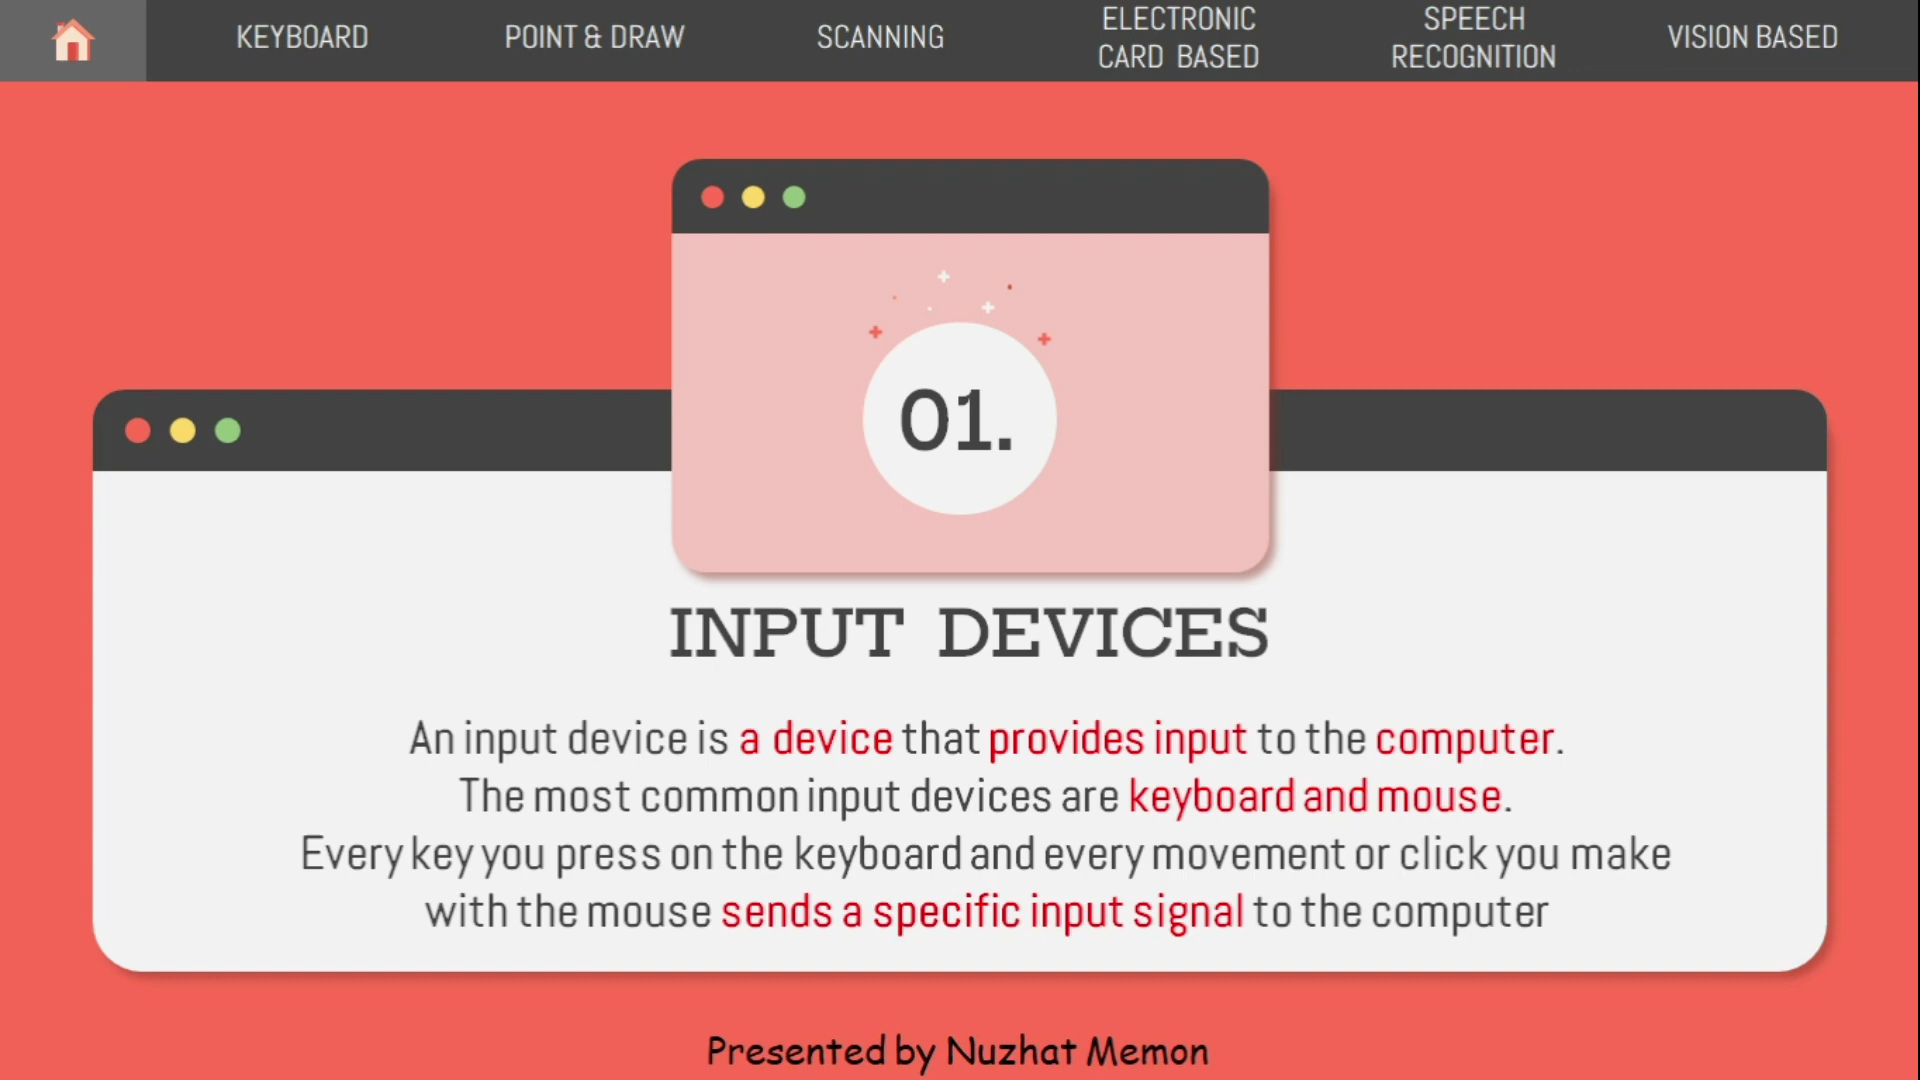 KEYBOARD
POINT & DRAW
SCANNING
ELECTRONIC
CARD BASED
SPEECH
RECOGNITION
VISION BASED
01.
INPUT DEVICES
An input device is a device that provides input to the computer.
The most common input devices are keyboard and mouse.
Every key you press on the keyboard and every movement or click you make
with the mouse sends a specific input signal to the computer
Presented by Nuzhat Memon